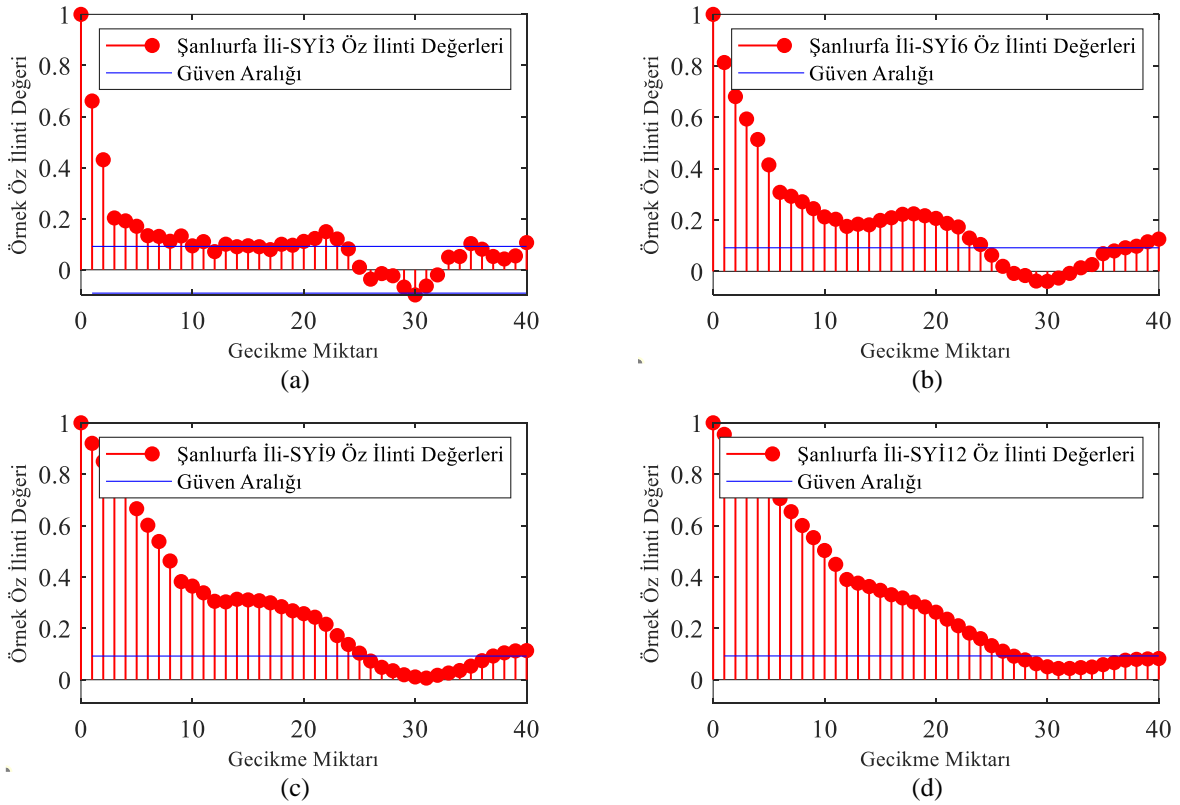 1
0.8
0.6
0.4
0.2
0
Örnek Öz İlinti Değeri
Şanlıurfa İli-SYİ3 Öz İlinti Değerleri
Güven Aralığı
0 10 20 30 40
Gecikme Miktarı
(a)
1
0.8
0.6
0.4
0.2
0
Örnek Öz İlinti Değeri
Şanlıurfa İli-SYİ6 Öz İlinti Değerleri
Güven Aralığı
0 10 20 30 40
Gecikme Miktarı
(b)
1
0.8
0.6
0.4
0.2
0
Örnek Öz İlinti Değeri
Şanlıurfa İli-SYİ9 Öz İlinti Değerleri
Güven Aralığı
0 10 20 30 40
Gecikme Miktarı
(c)
1
0.8
0.6
0.4
0.2
0
Örnek Öz İlinti Değeri
Şanlıurfa İli-SYİ12 Öz İlinti Değerleri
Güven Aralığı
0 10 20 30 40
Gecikme Miktarı
(d)